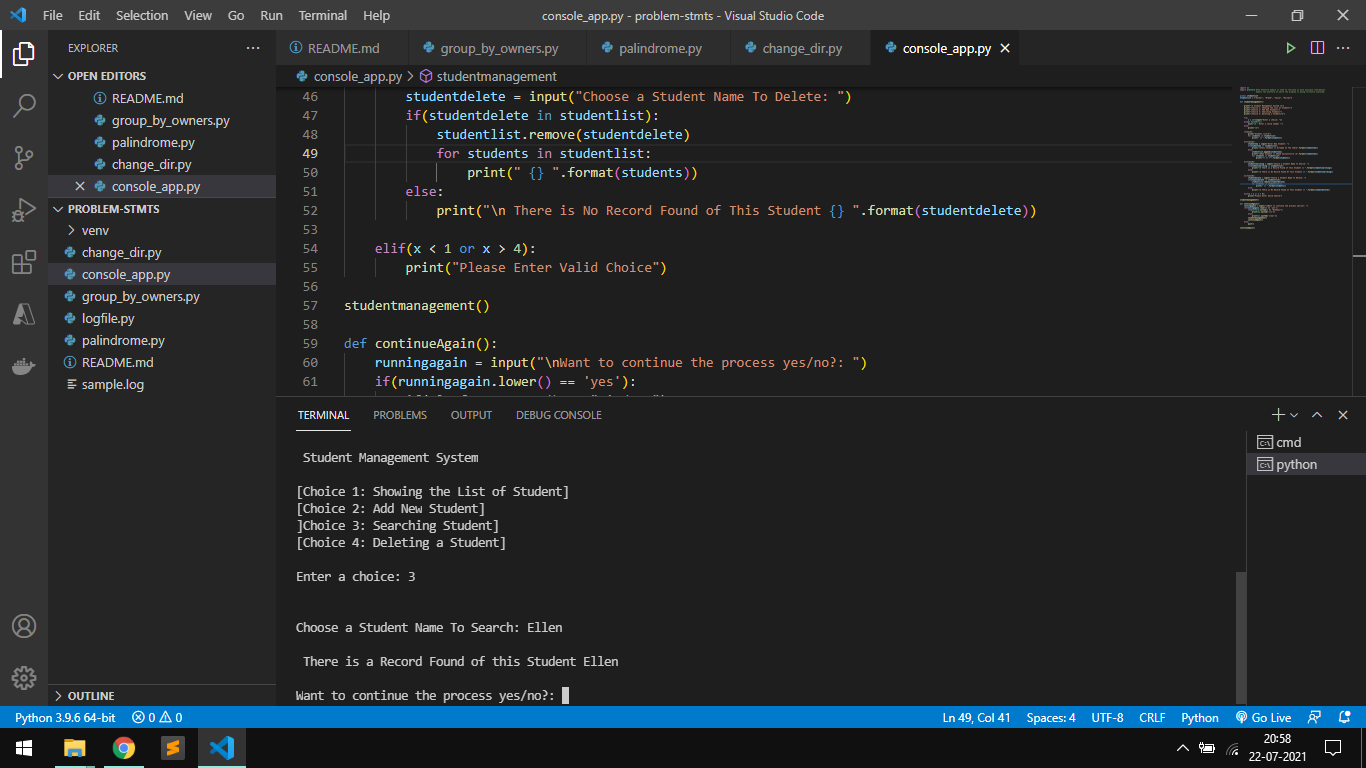 File Edit Selection View Go Run Terminal Help
console_app.py - problem-stmts - Visual Studio Code
EXPLORER
OPEN EDITORS
README.md
group_by_owners.py
palindrome.py
change_dir.py
console_app.py
PROBLEM-STMTS
venv
change_dir.py
console_app.py
group_by_owners.py
logfile.py
palindrome.py
README.md
sample.log
OUTLINE
README.md group_by_owners.py palindrome.py change_dir.py console_app.py
console_app.py > studentmanagement
46 studentdelete = input("Choose a Student Name To Delete: ")
47 if(studentdelete in studentlist):
48 studentlist.remove(studentdelete)
49 for students in studentlist:
50 print(" {} ".format(students))
51 else:
52 print("\n There is No Record Found of This Student {} ".format(studentdelete))
53
54 elif(x < 1 or x > 4):
55 print("Please Enter Valid Choice")
56
57 studentmanagement()
58
59 def continueAgain():
60 runningagain = input("\nWant to continue the process yes/no?: ")
61 if(runningagain.lower() == 'yes'):
TERMINAL PROBLEMS OUTPUT DEBUG CONSOLE
Student Management System
[Choice 1: Showing the List of Student]
[Choice 2: Add New Student]
]Choice 3: Searching Student]
[Choice 4: Deleting a Student]
Enter a choice: 3
Choose a Student Name To Search: Ellen
There is a Record Found of this Student Ellen
Want to continue the process yes/no?:
cmd
python
Python 3.9.6 64-bit 0 0 Ln 49, Col 41 Spaces: 4 UTF-8 CRLF Python Go Live
20:58
22-07-2021